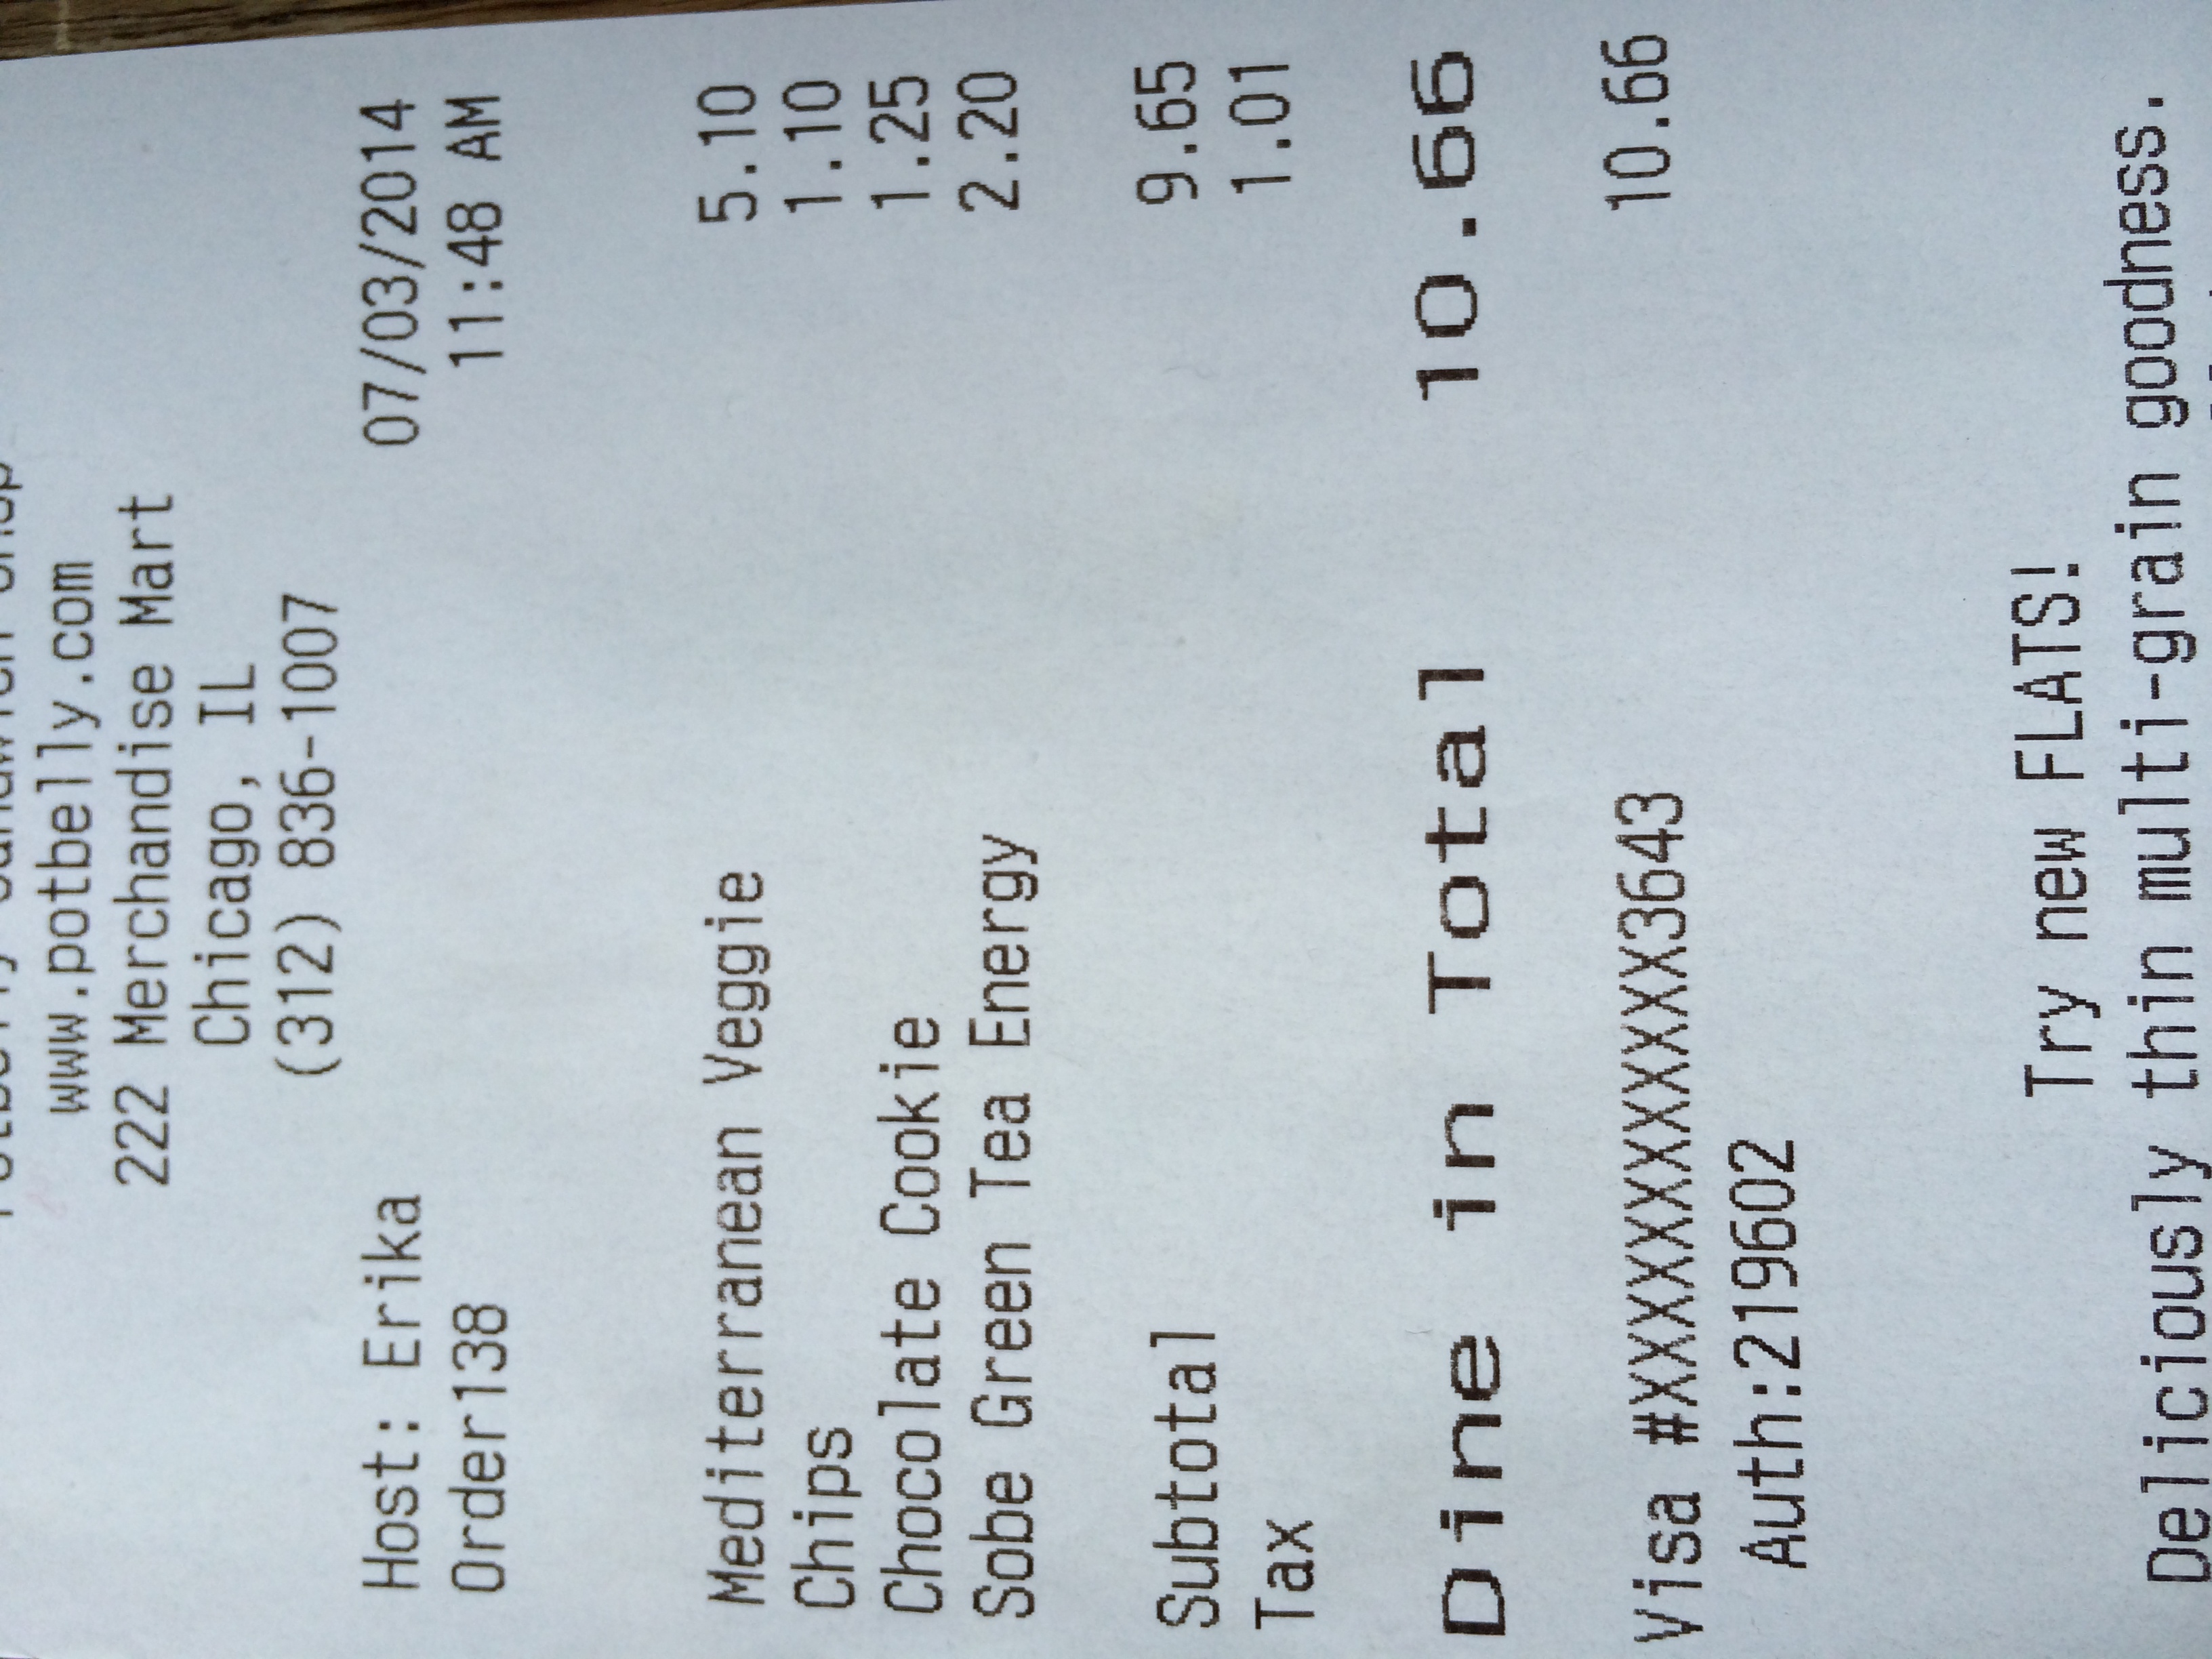 Potbelly Sandwich Shop
www.potbelly.com
222 Merchandise Mart
Chicago, IL
(312) 836-1007
Host: Erika 07/03/2014
Order138 11:48 AM
Mediterranean Veggie 5.10
Chips 1.10
Chocolate Cookie 1.25
Sobe Green Tea Energy 2.20
Subtotal 9.65
Tax 1.01
Dine in Total 10.66
Visa #XXXXXXXXXXXX3643 10.66
Auth:219602
Try new FLATS!
Deliciously thin multi-grain goodness.